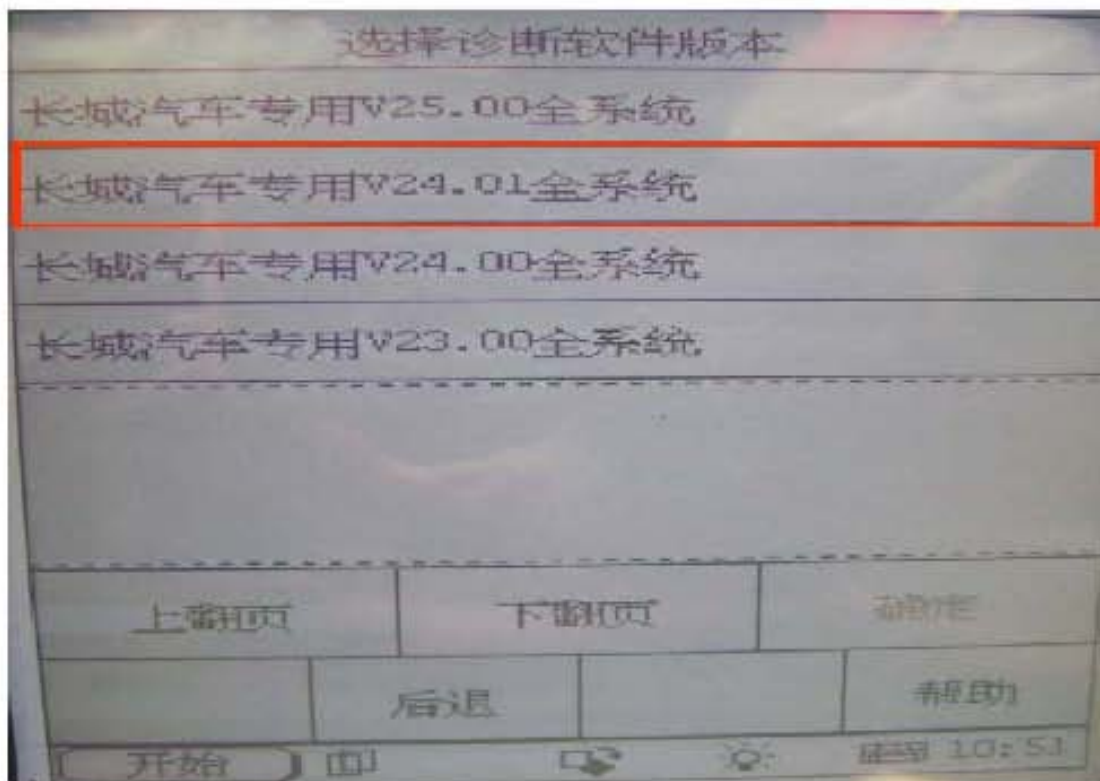 选择诊断软件版本
长城汽车专用V25.00全系统
长城汽车专用V24.01全系统
长城汽车专用V24.00全系统
长城汽车专用V23.00全系统
上翻页 下翻页 确定
后退 帮助
开始 10:51